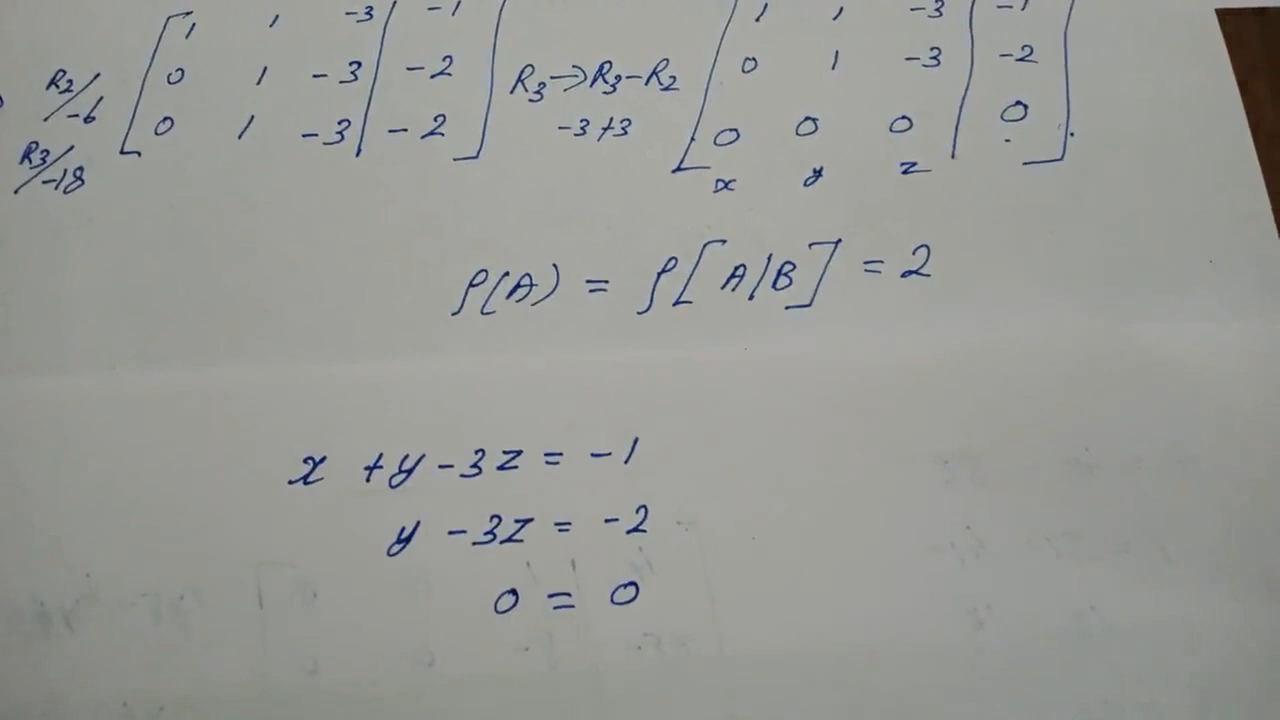 1 1 -3 | -1
R2/-6 0 1 -3 | -2
R3/-18 0 1 -3 | -2
R3→R3-R2
-3+3
1 1 -3 | -1
0 1 -3 | -2
0 0 0 | 0
x y z
ρ(A) = ρ[A/B] = 2
x + y - 3z = -1
y - 3z = -2
0 = 0